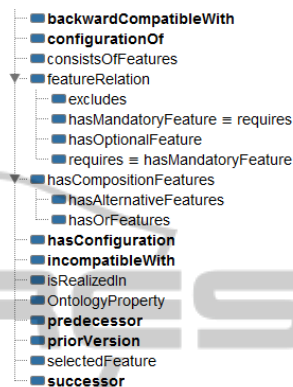 backwardCompatibleWith
configurationOf
consistsOfFeatures
featureRelation
excludes
hasMandatoryFeature ≡ requires
hasOptionalFeature
requires ≡ hasMandatoryFeature
hasCompositionFeatures
hasAlternativeFeatures
hasOrFeatures
hasConfiguration
incompatibleWith
isRealizedIn
OntologyProperty
predecessor
priorVersion
selectedFeature
successor